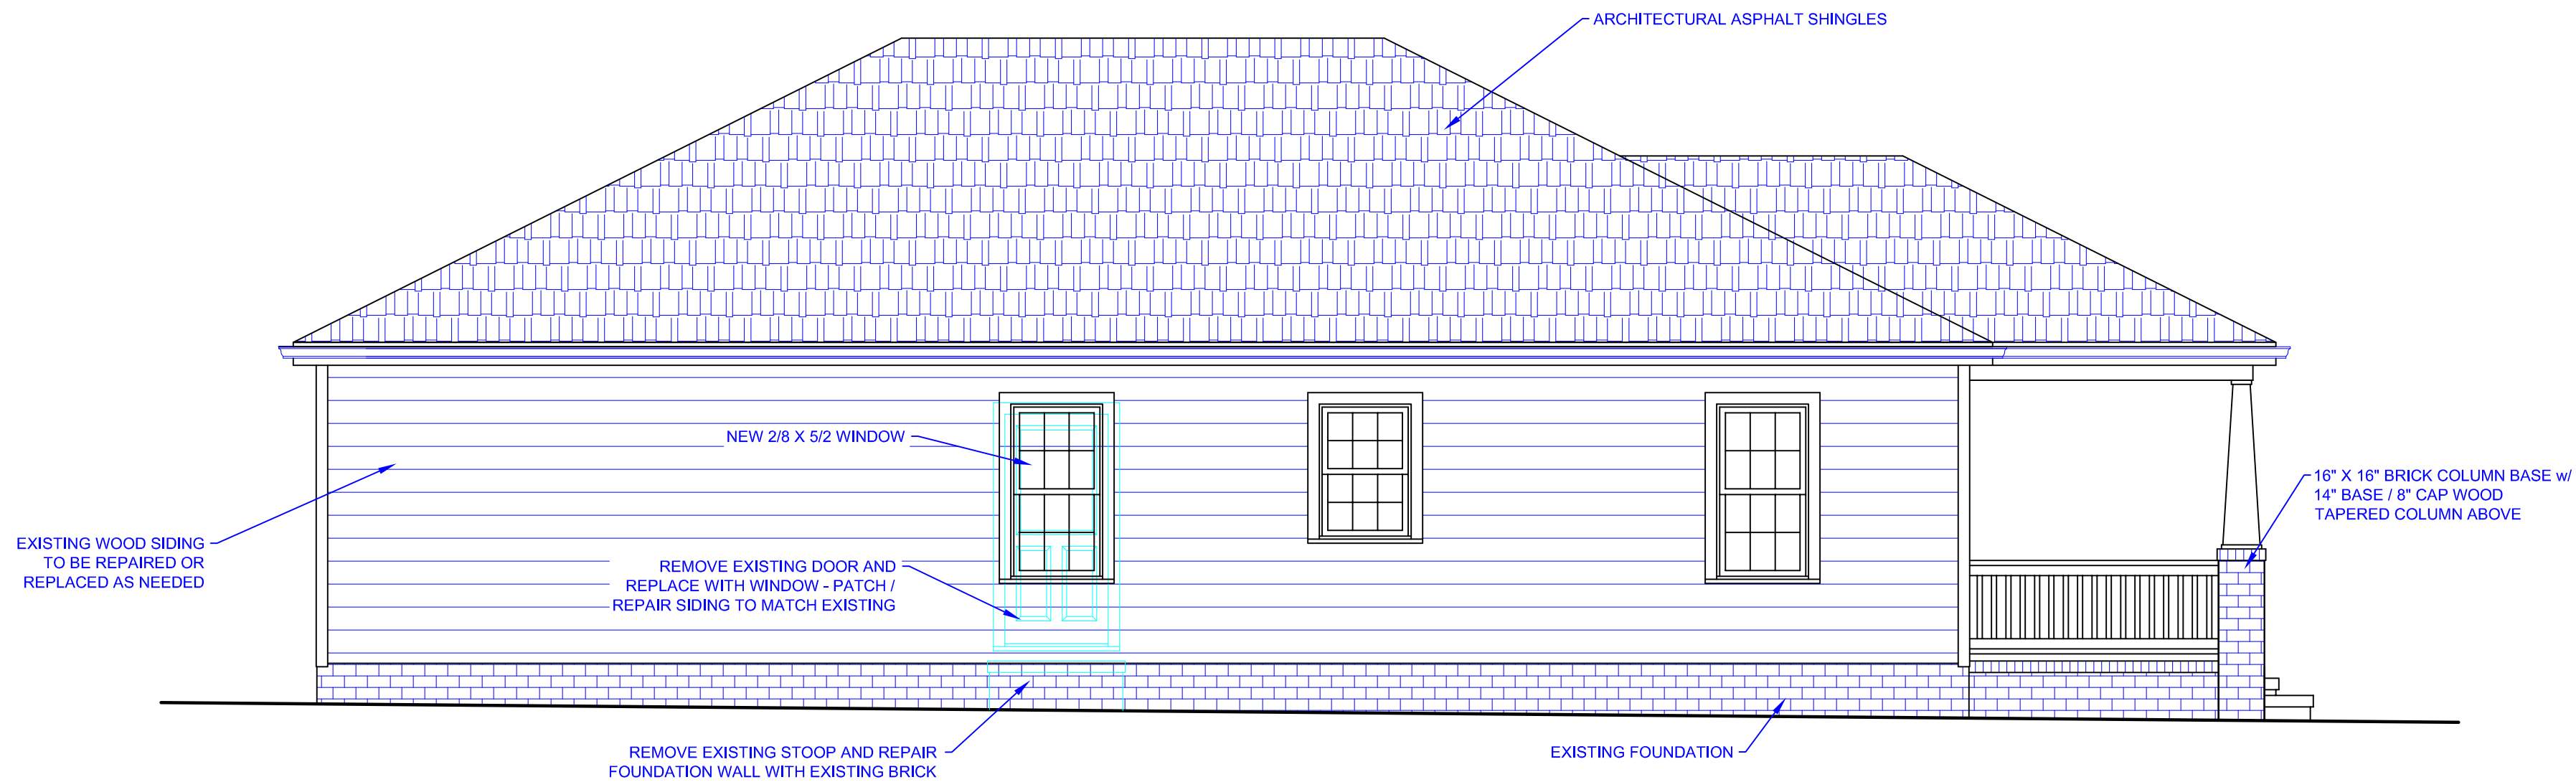 ARCHITECTURAL ASPHALT SHINGLES
NEW 2/8 X 5/2 WINDOW
16" X 16" BRICK COLUMN BASE w/
14" BASE / 8" CAP WOOD
TAPERED COLUMN ABOVE
EXISTING WOOD SIDING
TO BE REPAIRED OR
REPLACED AS NEEDED
REMOVE EXISTING DOOR AND
REPLACE WITH WINDOW - PATCH /
REPAIR SIDING TO MATCH EXISTING
REMOVE EXISTING STOOP AND REPAIR
FOUNDATION WALL WITH EXISTING BRICK
EXISTING FOUNDATION